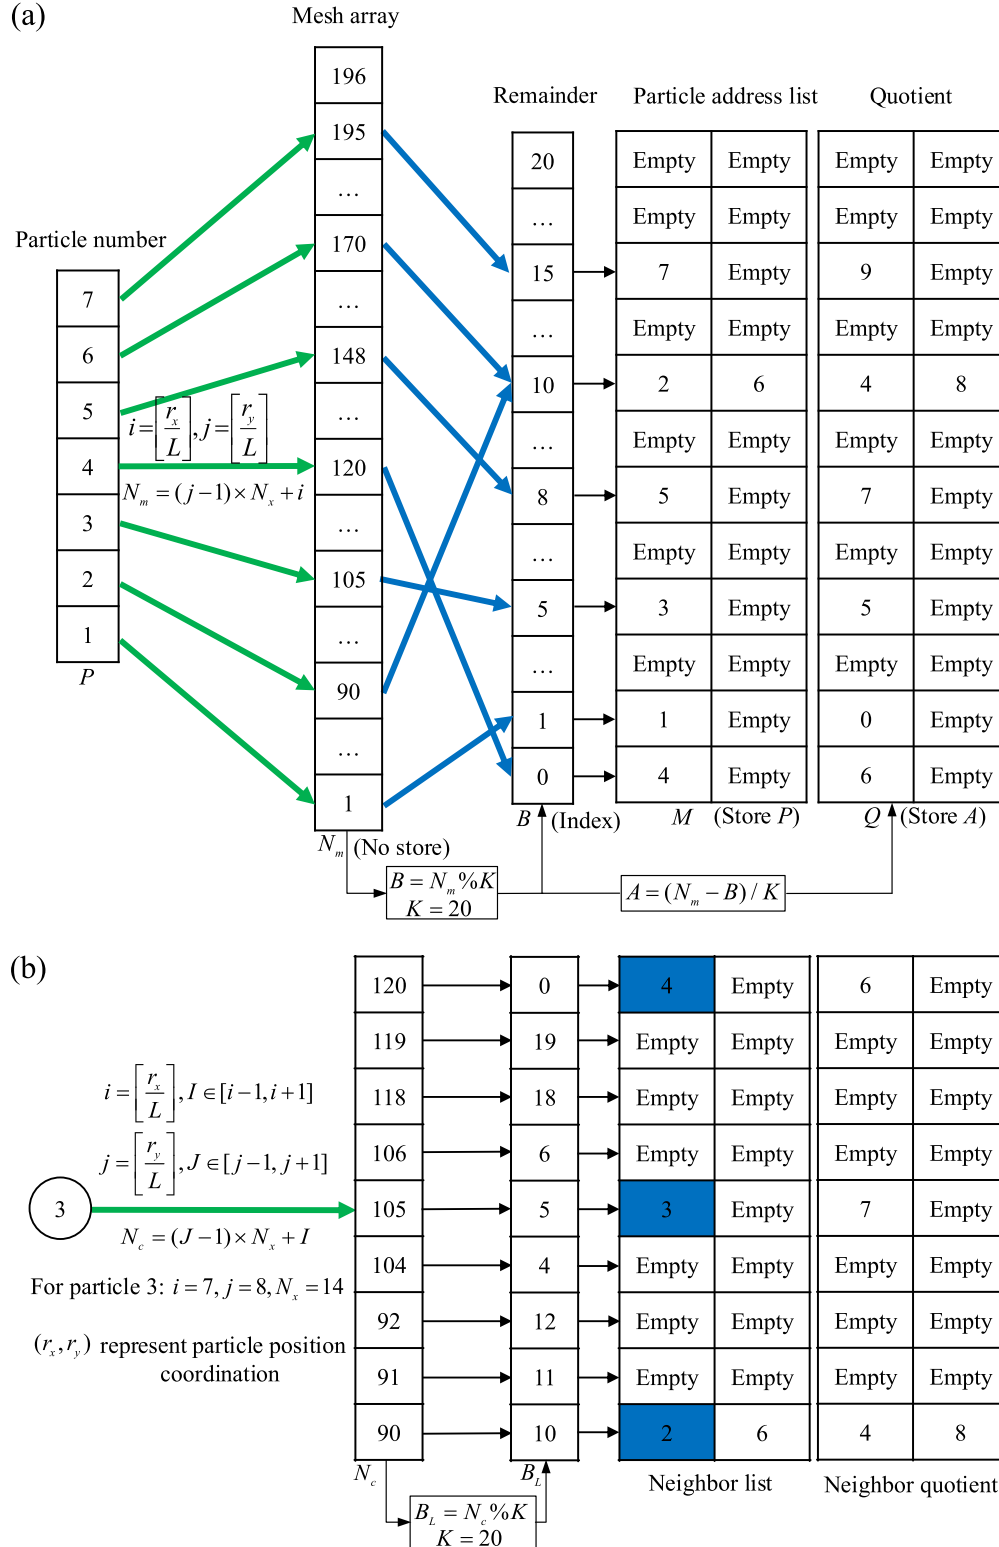 (a)
Mesh array
Remainder Particle address list Quotient
Particle number
7
6
5
4
3
2
1
P
i = [r_x / L], j = [r_y / L]
N_m = (j−1) × N_x + i
196
195
...
170
...
148
...
120
...
105
...
90
...
1
N_m (No store)
20 Empty Empty Empty Empty
... Empty Empty Empty Empty
15 7 Empty 9 Empty
... Empty Empty Empty Empty
10 2 6 4 8
... Empty Empty Empty Empty
8 5 Empty 7 Empty
... Empty Empty Empty Empty
5 3 Empty 5 Empty
... Empty Empty Empty Empty
1 1 Empty 0 Empty
0 4 Empty 6 Empty
B (Index) M (Store P) Q (Store A)
B = N_m%K
K = 20
A = (N_m − B) / K
(b)
i = [r_x / L], I ∈ [i−1, i+1]
j = [r_y / L], J ∈ [j−1, j+1]
3
N_c = (J−1) × N_x + I
For particle 3: i = 7, j = 8, N_x = 14
(r_x, r_y) represent particle position
coordination
120 0 4 Empty 6 Empty
119 19 Empty Empty Empty Empty
118 18 Empty Empty Empty Empty
106 6 Empty Empty Empty Empty
105 5 3 Empty 7 Empty
104 4 Empty Empty Empty Empty
92 12 Empty Empty Empty Empty
91 11 Empty Empty Empty Empty
90 10 2 6 4 8
N_c B_L Neighbor list Neighbor quotient
B_L = N_c%K
K = 20